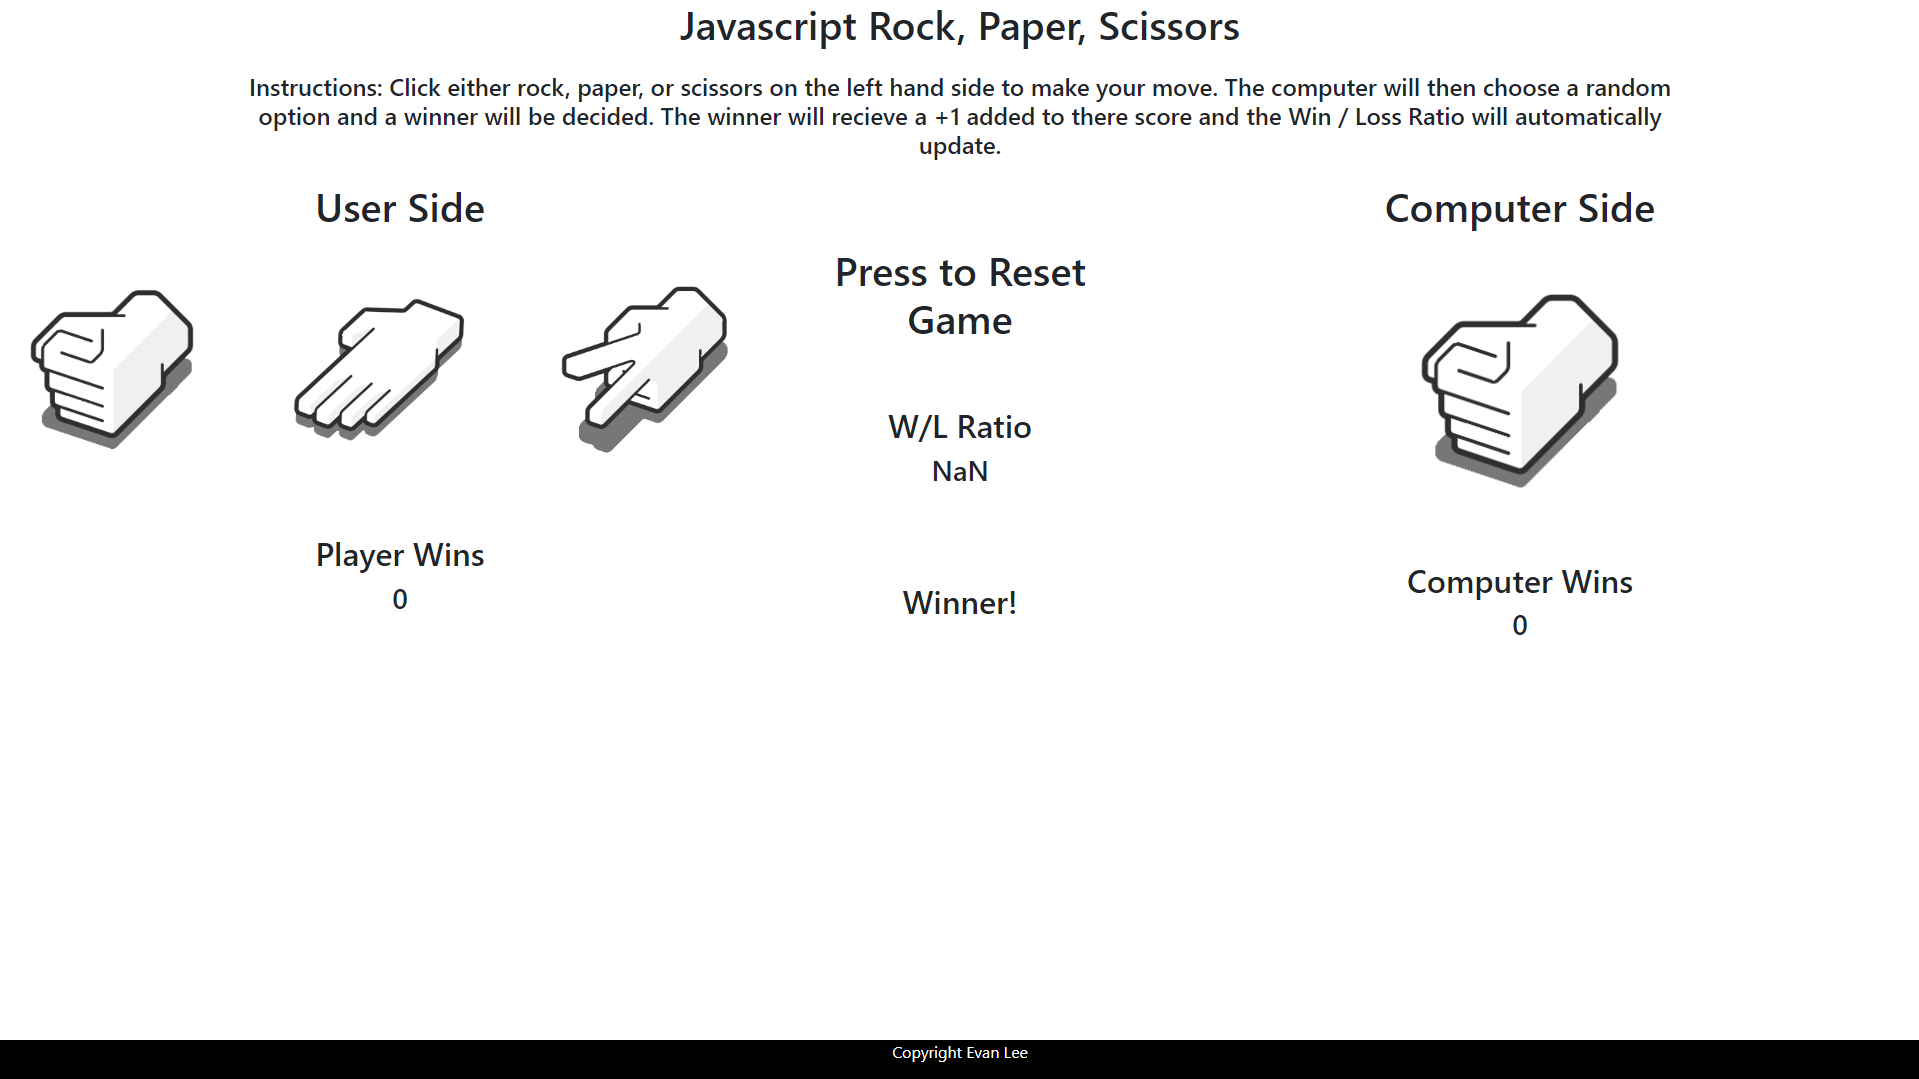 Javascript Rock, Paper, Scissors
Instructions: Click either rock, paper, or scissors on the left hand side to make your move. The computer will then choose a random
option and a winner will be decided. The winner will recieve a +1 added to there score and the Win / Loss Ratio will automatically
update.
User Side
Computer Side
Press to Reset
Game
W/L Ratio
NaN
Player Wins
0
Winner!
Computer Wins
0
Copyright Evan Lee